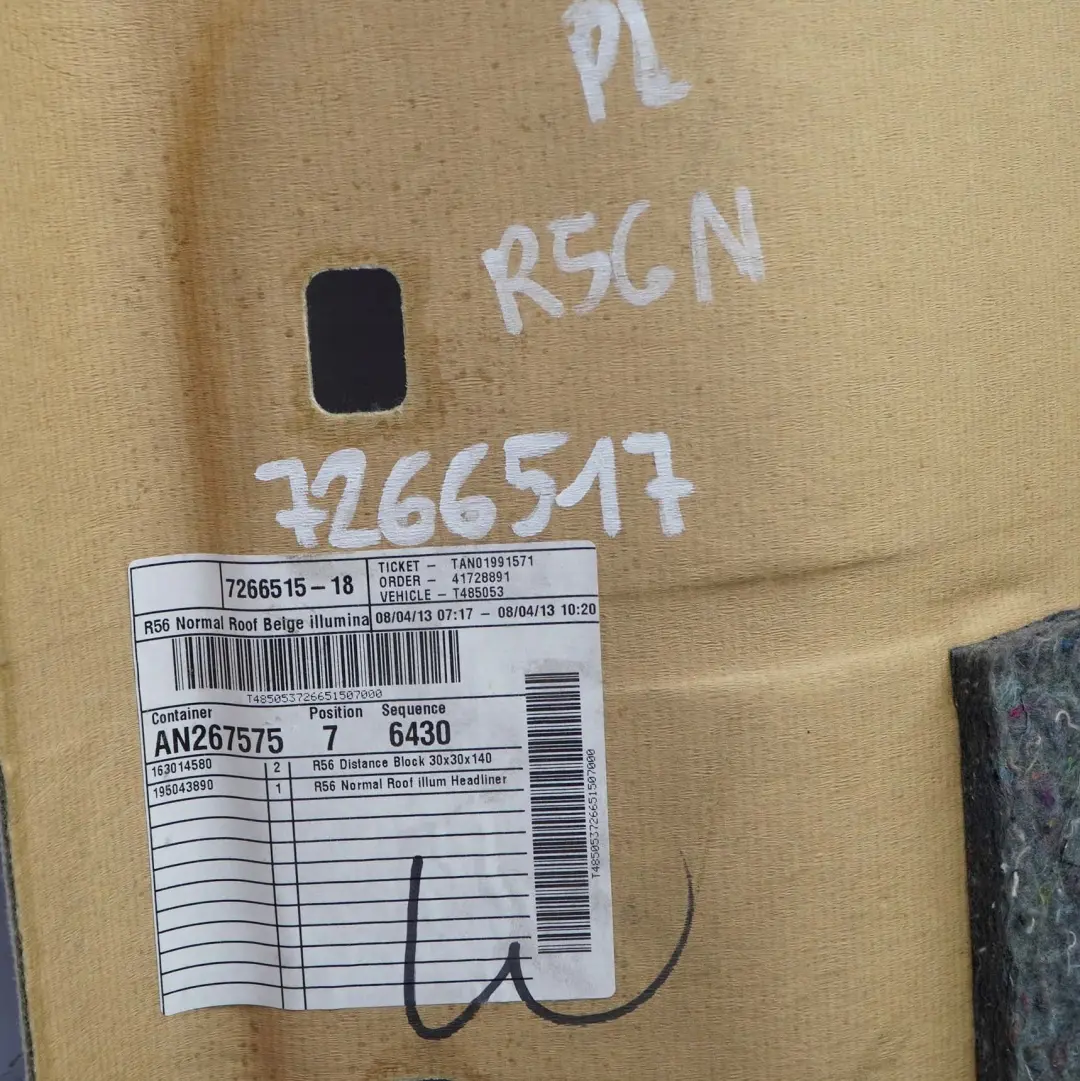 PL
R56N
7266517
7266515-18
TICKET - TAN01991571
ORDER - 41728891
VEHICLE - T485053
R56 Normal Roof Beige illumina
08/04/13 07:17 - 08/04/13 10:20
T4850537266651507000
Container Position Sequence
AN267575 7 6430
163014580 2 R56 Distance Block 30x30x140
195043890 1 R56 Normal Roof illum Headliner
T4850537266651507000